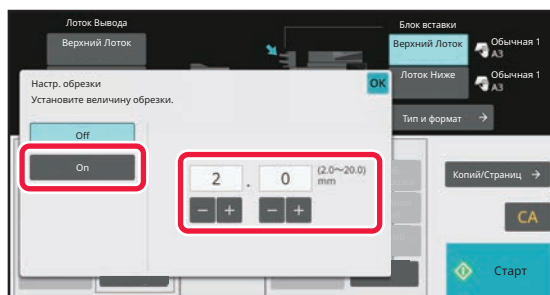 Лоток Вывода
Верхний Лоток
Блок вставки
Верхний Лоток
Обычная 1
A3
Лоток Ниже
Обычная 1
A3
Тип и формат
Настр. обрезки
OK
Установите величину обрезки.
Off
On
2 . 0 (2.0~20.0)
mm
− + − +
Копий/Страниц
CA
Старт